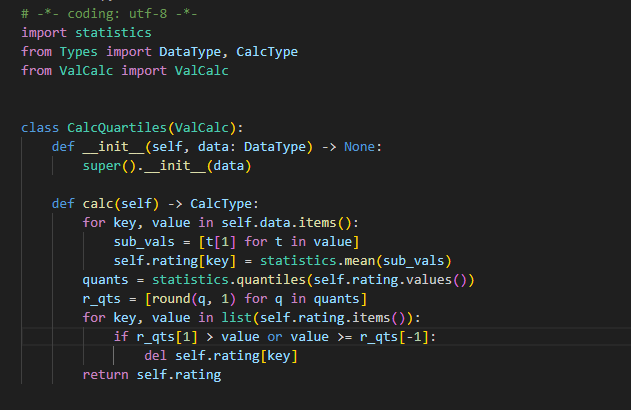 # -*- coding: utf-8 -*-
import statistics
from Types import DataType, CalcType
from ValCalc import ValCalc


class CalcQuartiles(ValCalc):
    def __init__(self, data: DataType) -> None:
        super().__init__(data)

    def calc(self) -> CalcType:
        for key, value in self.data.items():
            sub_vals = [t[1] for t in value]
            self.rating[key] = statistics.mean(sub_vals)
        quants = statistics.quantiles(self.rating.values())
        r_qts = [round(q, 1) for q in quants]
        for key, value in list(self.rating.items()):
            if r_qts[1] > value or value >= r_qts[-1]:
                del self.rating[key]
        return self.rating